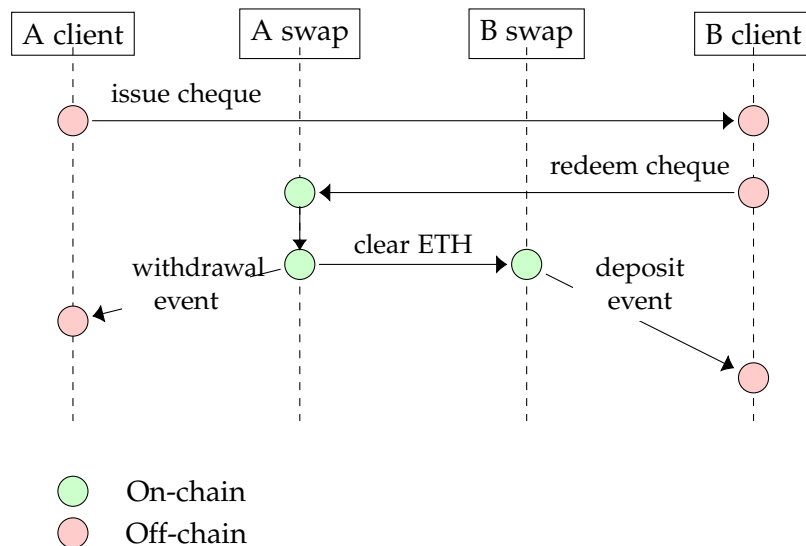 A client
A swap
B swap
B client
issue cheque
redeem cheque
clear ETH
withdrawal
event
deposit
event
On-chain
Off-chain